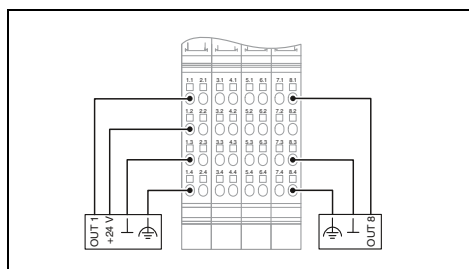 1.1 2.1 3.1 4.1 5.1 6.1 7.1 8.1
1.2 2.2 3.2 4.2 5.2 6.2 7.2 8.2
1.3 2.3 3.3 4.3 5.3 6.3 7.3 8.3
1.4 2.4 3.4 4.4 5.4 6.4 7.4 8.4
OUT 1
+24 V
OUT 8